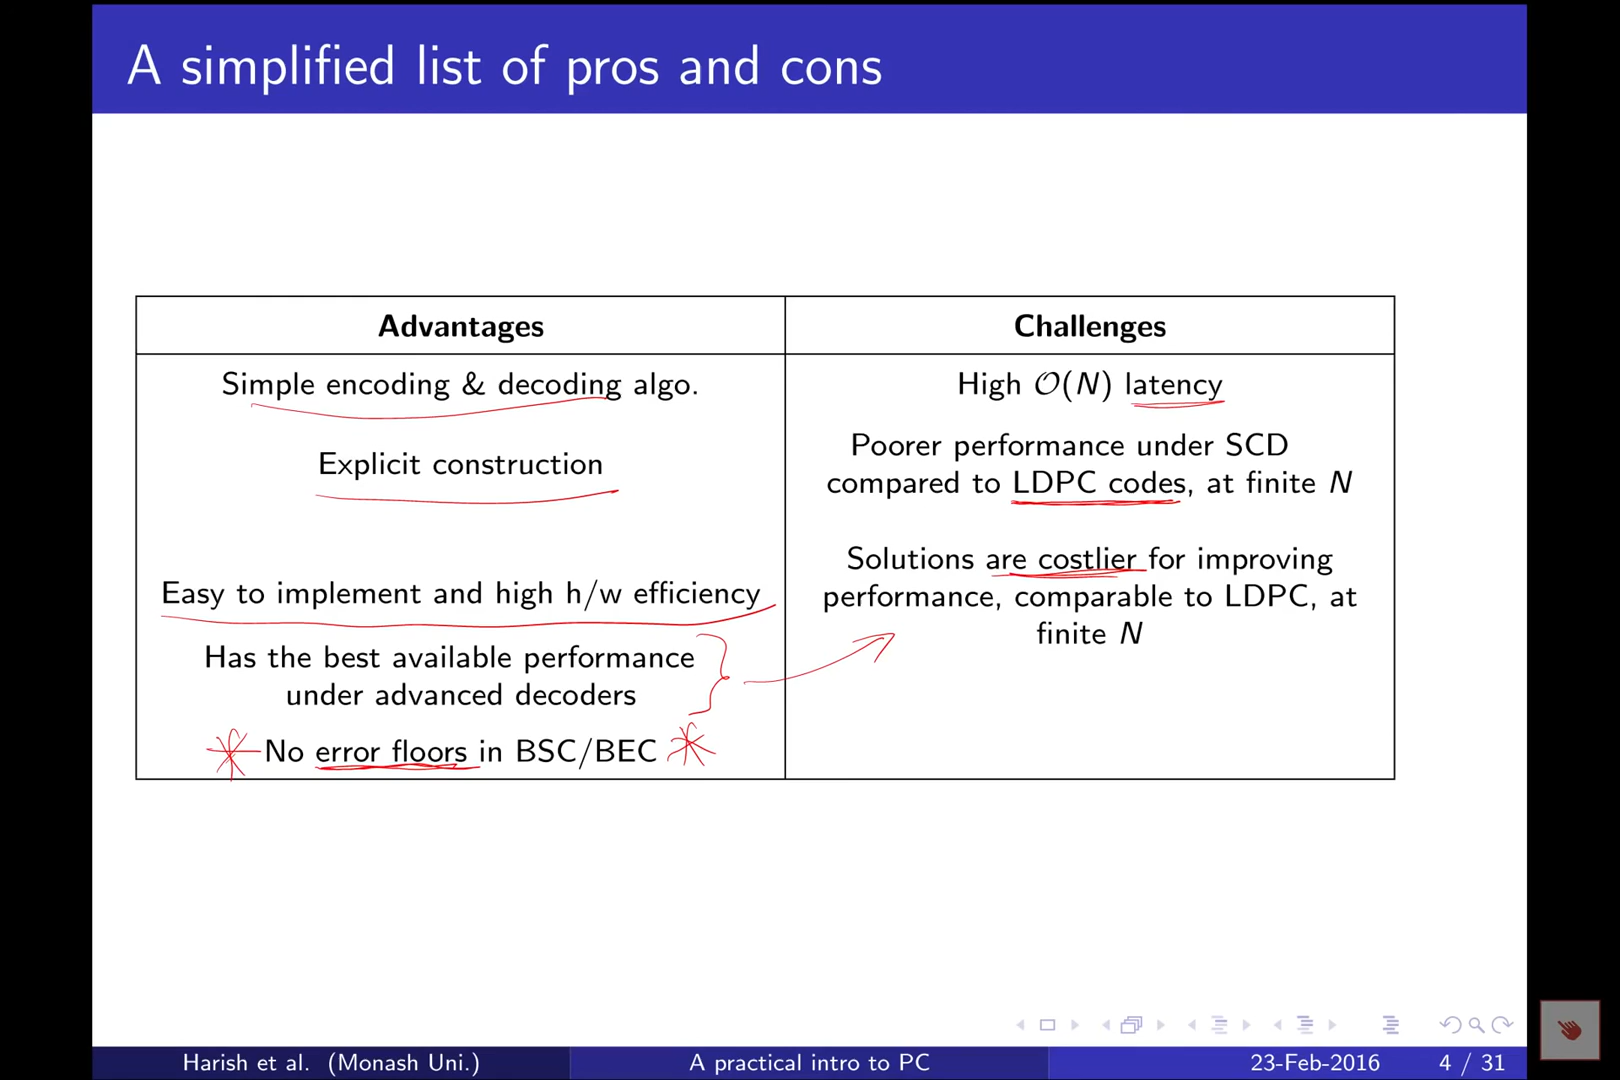 A simplified list of pros and cons
Advantages
Challenges
Simple encoding & decoding algo.
High O(N) latency
Explicit construction
Poorer performance under SCD
compared to LDPC codes, at finite N
Easy to implement and high h/w efficiency
Solutions are costlier for improving
performance, comparable to LDPC, at
finite N
Has the best available performance
under advanced decoders
No error floors in BSC/BEC
Harish et al. (Monash Uni.)
A practical intro to PC
23-Feb-2016
4 / 31